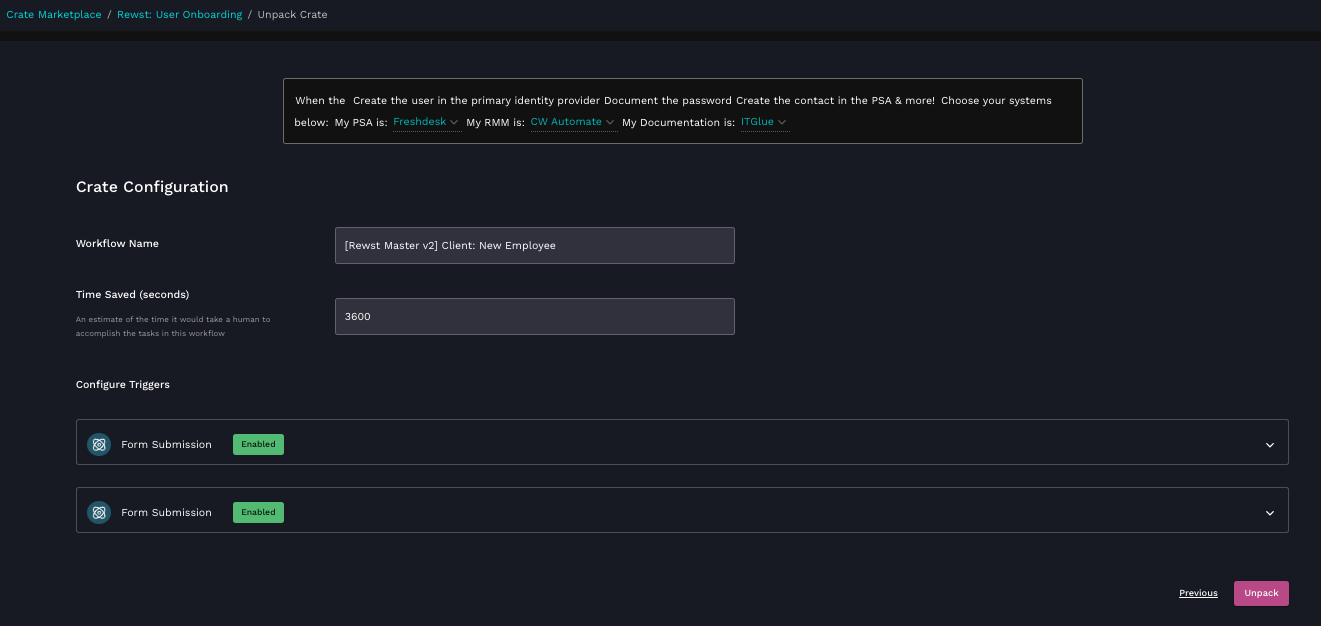 Crate Marketplace / Rewst: User Onboarding / Unpack Crate
When the Create the user in the primary identity provider Document the password Create the contact in the PSA & more! Choose your systems
below: My PSA is: Freshdesk My RMM is: CW Automate My Documentation is: ITGlue
Crate Configuration
Workflow Name
[Rewst Master v2] Client: New Employee
Time Saved (seconds)
An estimate of the time it would take a human to
accomplish the tasks in this workflow
3600
Configure Triggers
Form Submission Enabled
Form Submission Enabled
Previous Unpack